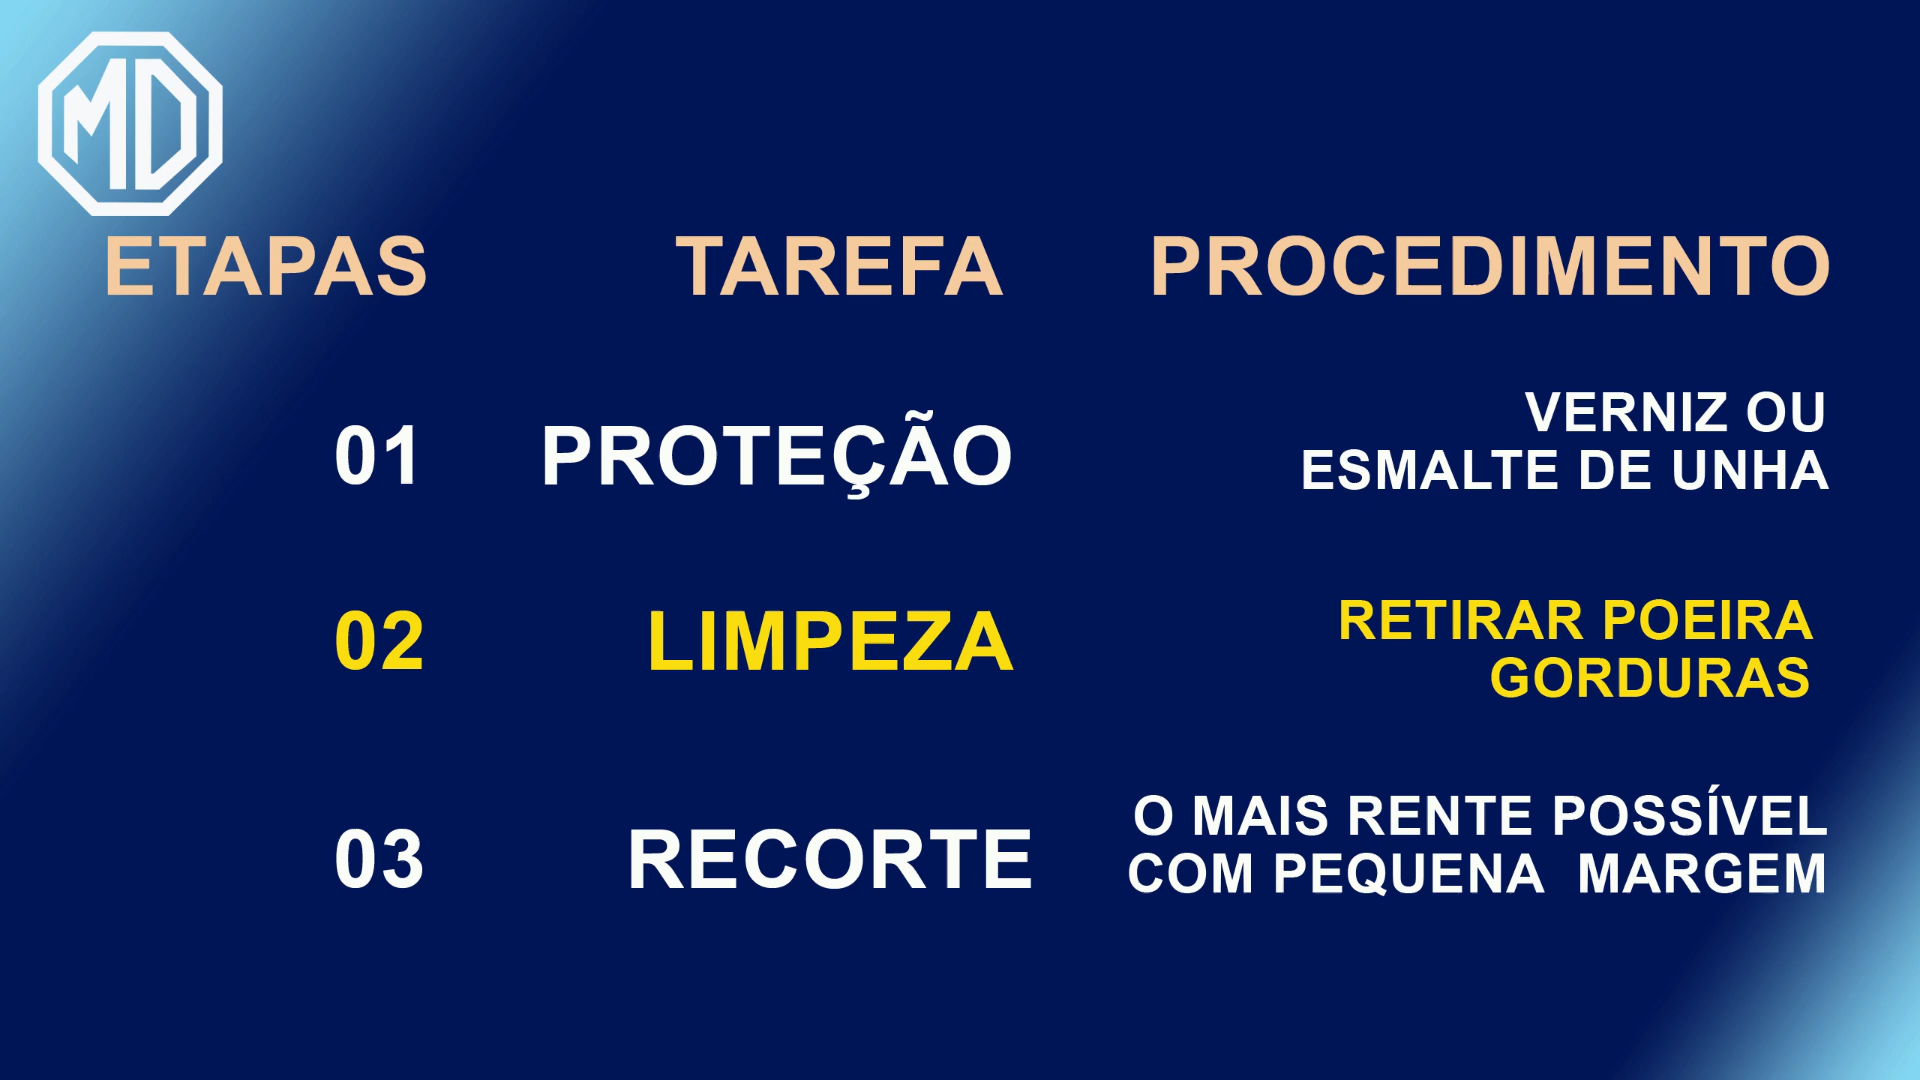 MD
ETAPAS TAREFA PROCEDIMENTO
01 PROTEÇÃO VERNIZ OU
ESMALTE DE UNHA
02 LIMPEZA RETIRAR POEIRA
GORDURAS
03 RECORTE O MAIS RENTE POSSÍVEL
COM PEQUENA MARGEM